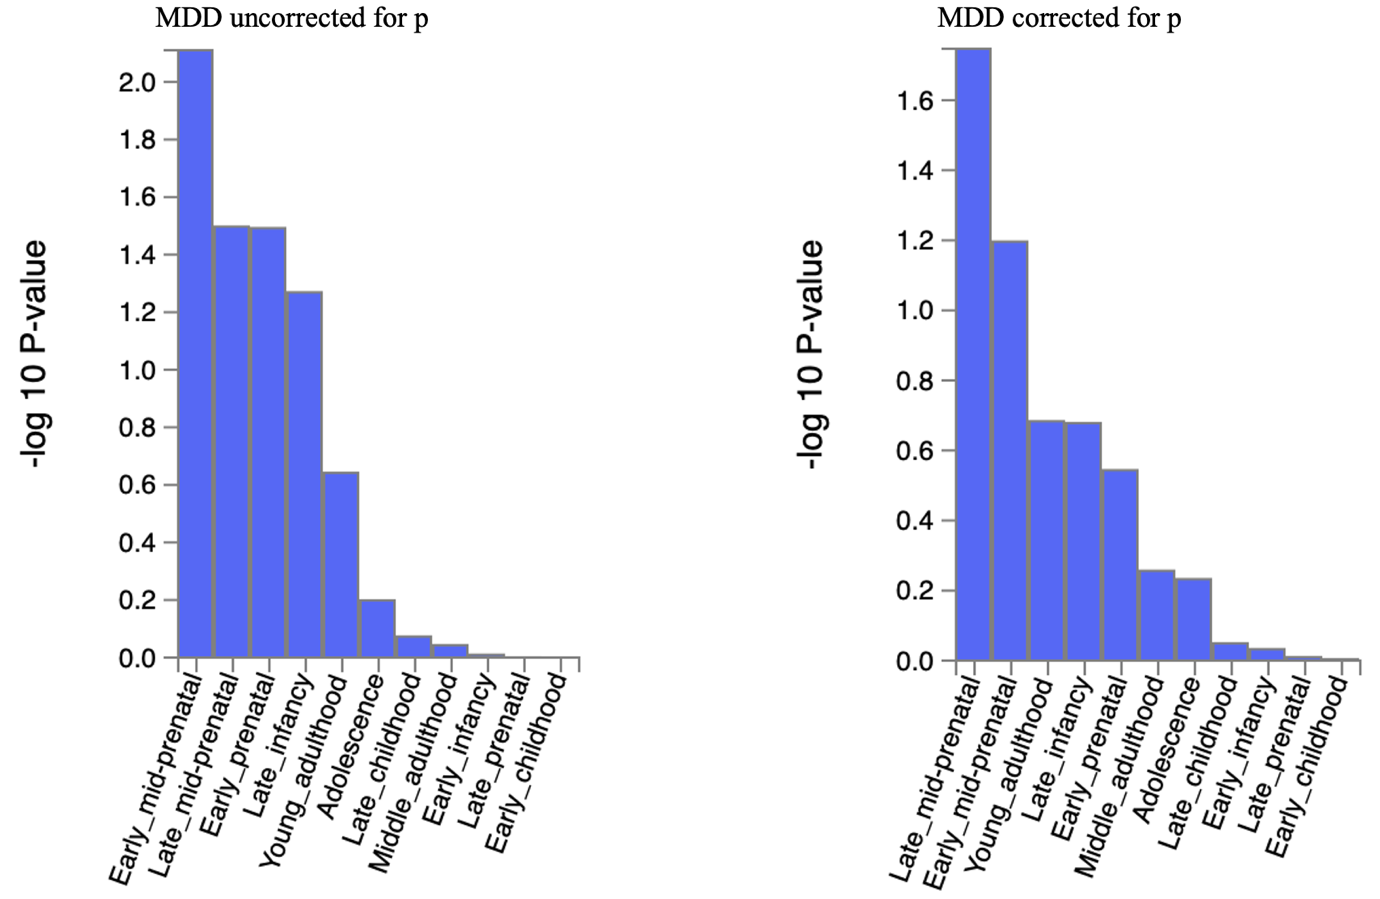 MDD uncorrected for p
-log 10 P-value
2.0
1.8
1.6
1.4
1.2
1.0
0.8
0.6
0.4
0.2
0.0
Early_mid-prenatal
Late_mid-prenatal
Early_prenatal
Late_infancy
Young_adulthood
Adolescence
Late_childhood
Middle_adulthood
Early_infancy
Late_prenatal
Early_childhood
MDD corrected for p
-log 10 P-value
1.6
1.4
1.2
1.0
0.8
0.6
0.4
0.2
0.0
Late_mid-prenatal
Early_mid-prenatal
Young_adulthood
Late_infancy
Early_prenatal
Middle_adulthood
Adolescence
Late_childhood
Early_infancy
Late_prenatal
Early_childhood